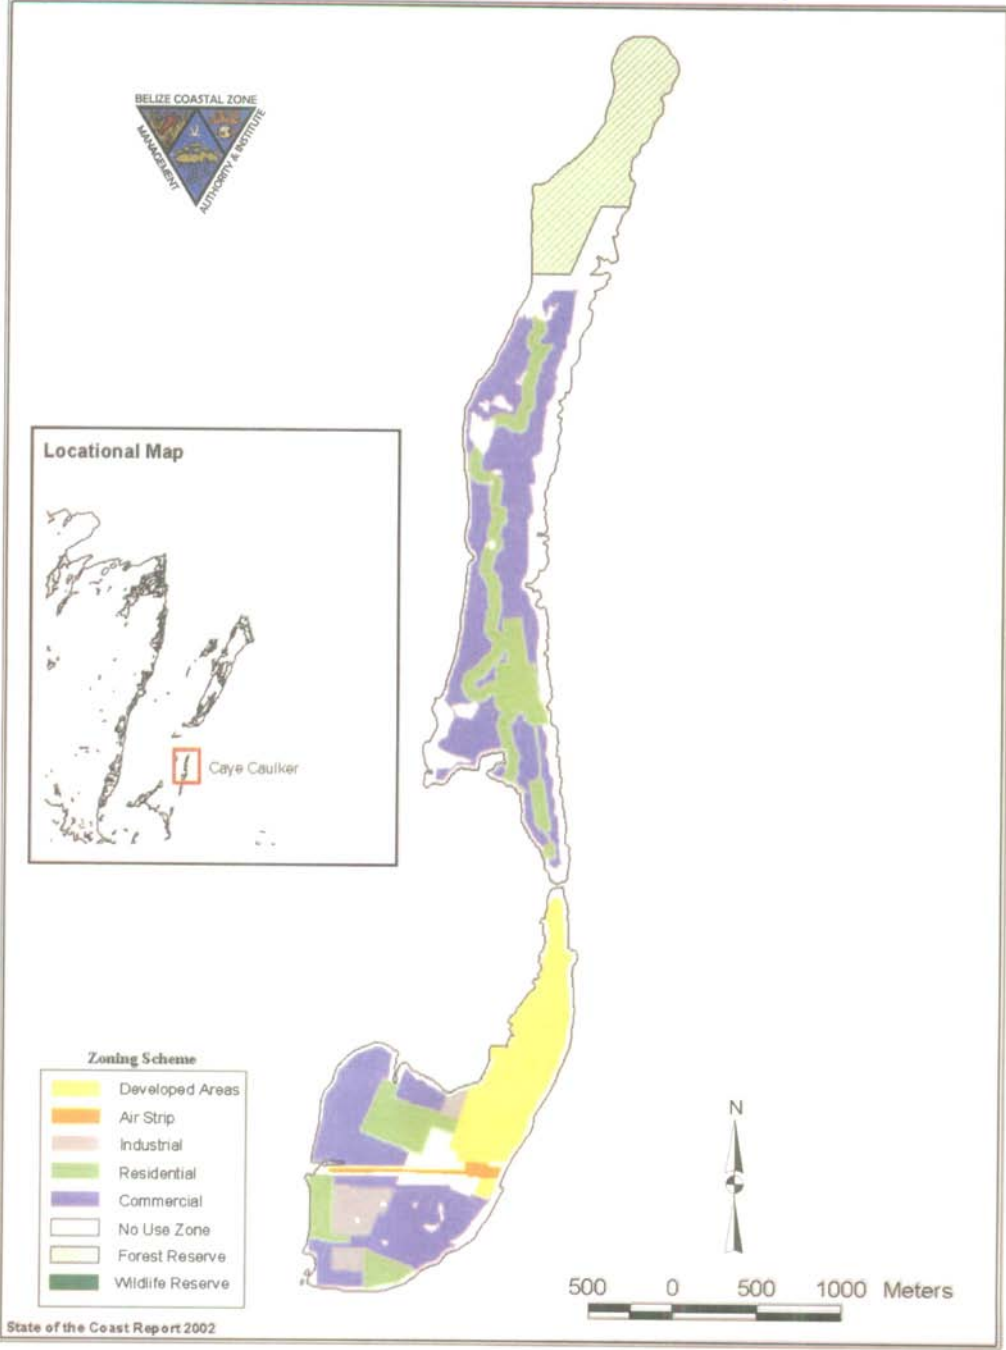 BELIZE COASTAL ZONE
MANAGEMENT
AUTHORITY & INSTITUTE
Locational Map
Caye Caulker
Zoning Scheme
Developed Areas
Air Strip
Industrial
Residential
Commercial
No Use Zone
Forest Reserve
Wildlife Reserve
N
500 0 500 1000 Meters
State of the Coast Report 2002